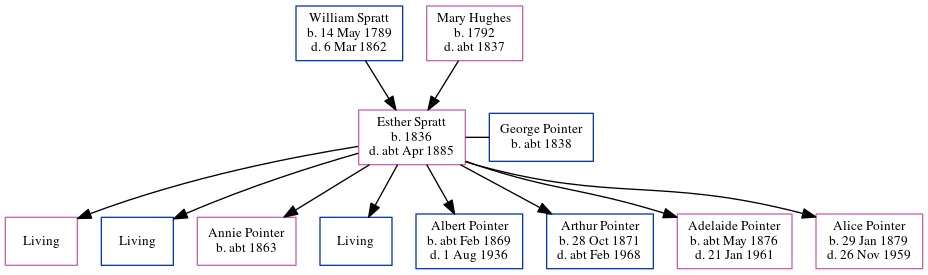 William Spratt
b. 14 May 1789
d. 6 Mar 1862
Mary Hughes
b. 1792
d. abt 1837
Esther Spratt
b. 1836
d. abt Apr 1885
George Pointer
b. abt 1838
Living
Living
Annie Pointer
b. abt 1863
Living
Albert Pointer
b. abt Feb 1869
d. 1 Aug 1936
Arthur Pointer
b. 28 Oct 1871
d. abt Feb 1968
Adelaide Pointer
b. abt May 1876
d. 21 Jan 1961
Alice Pointer
b. 29 Jan 1879
d. 26 Nov 1959